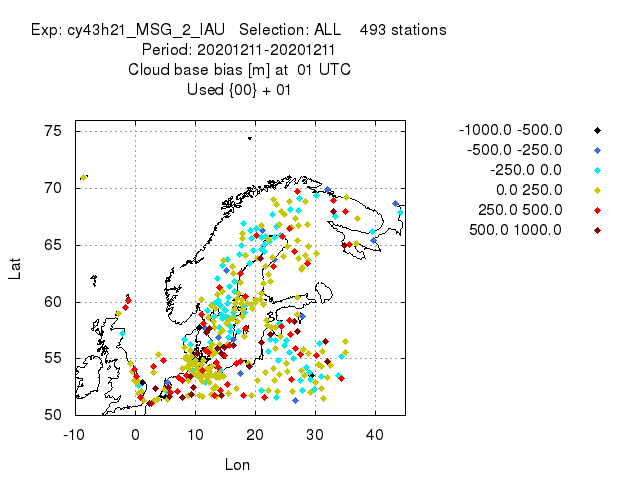 Exp: cy43h21_MSG_2_IAU   Selection: ALL    493 stations
Period: 20201211-20201211
Cloud base bias [m] at  01 UTC
Used {00} + 01
-1000.0 -500.0
-500.0 -250.0
-250.0 0.0
0.0 250.0
250.0 500.0
500.0 1000.0
75
70
65
60
55
50
Lat
-10 0 10 20 30 40
Lon